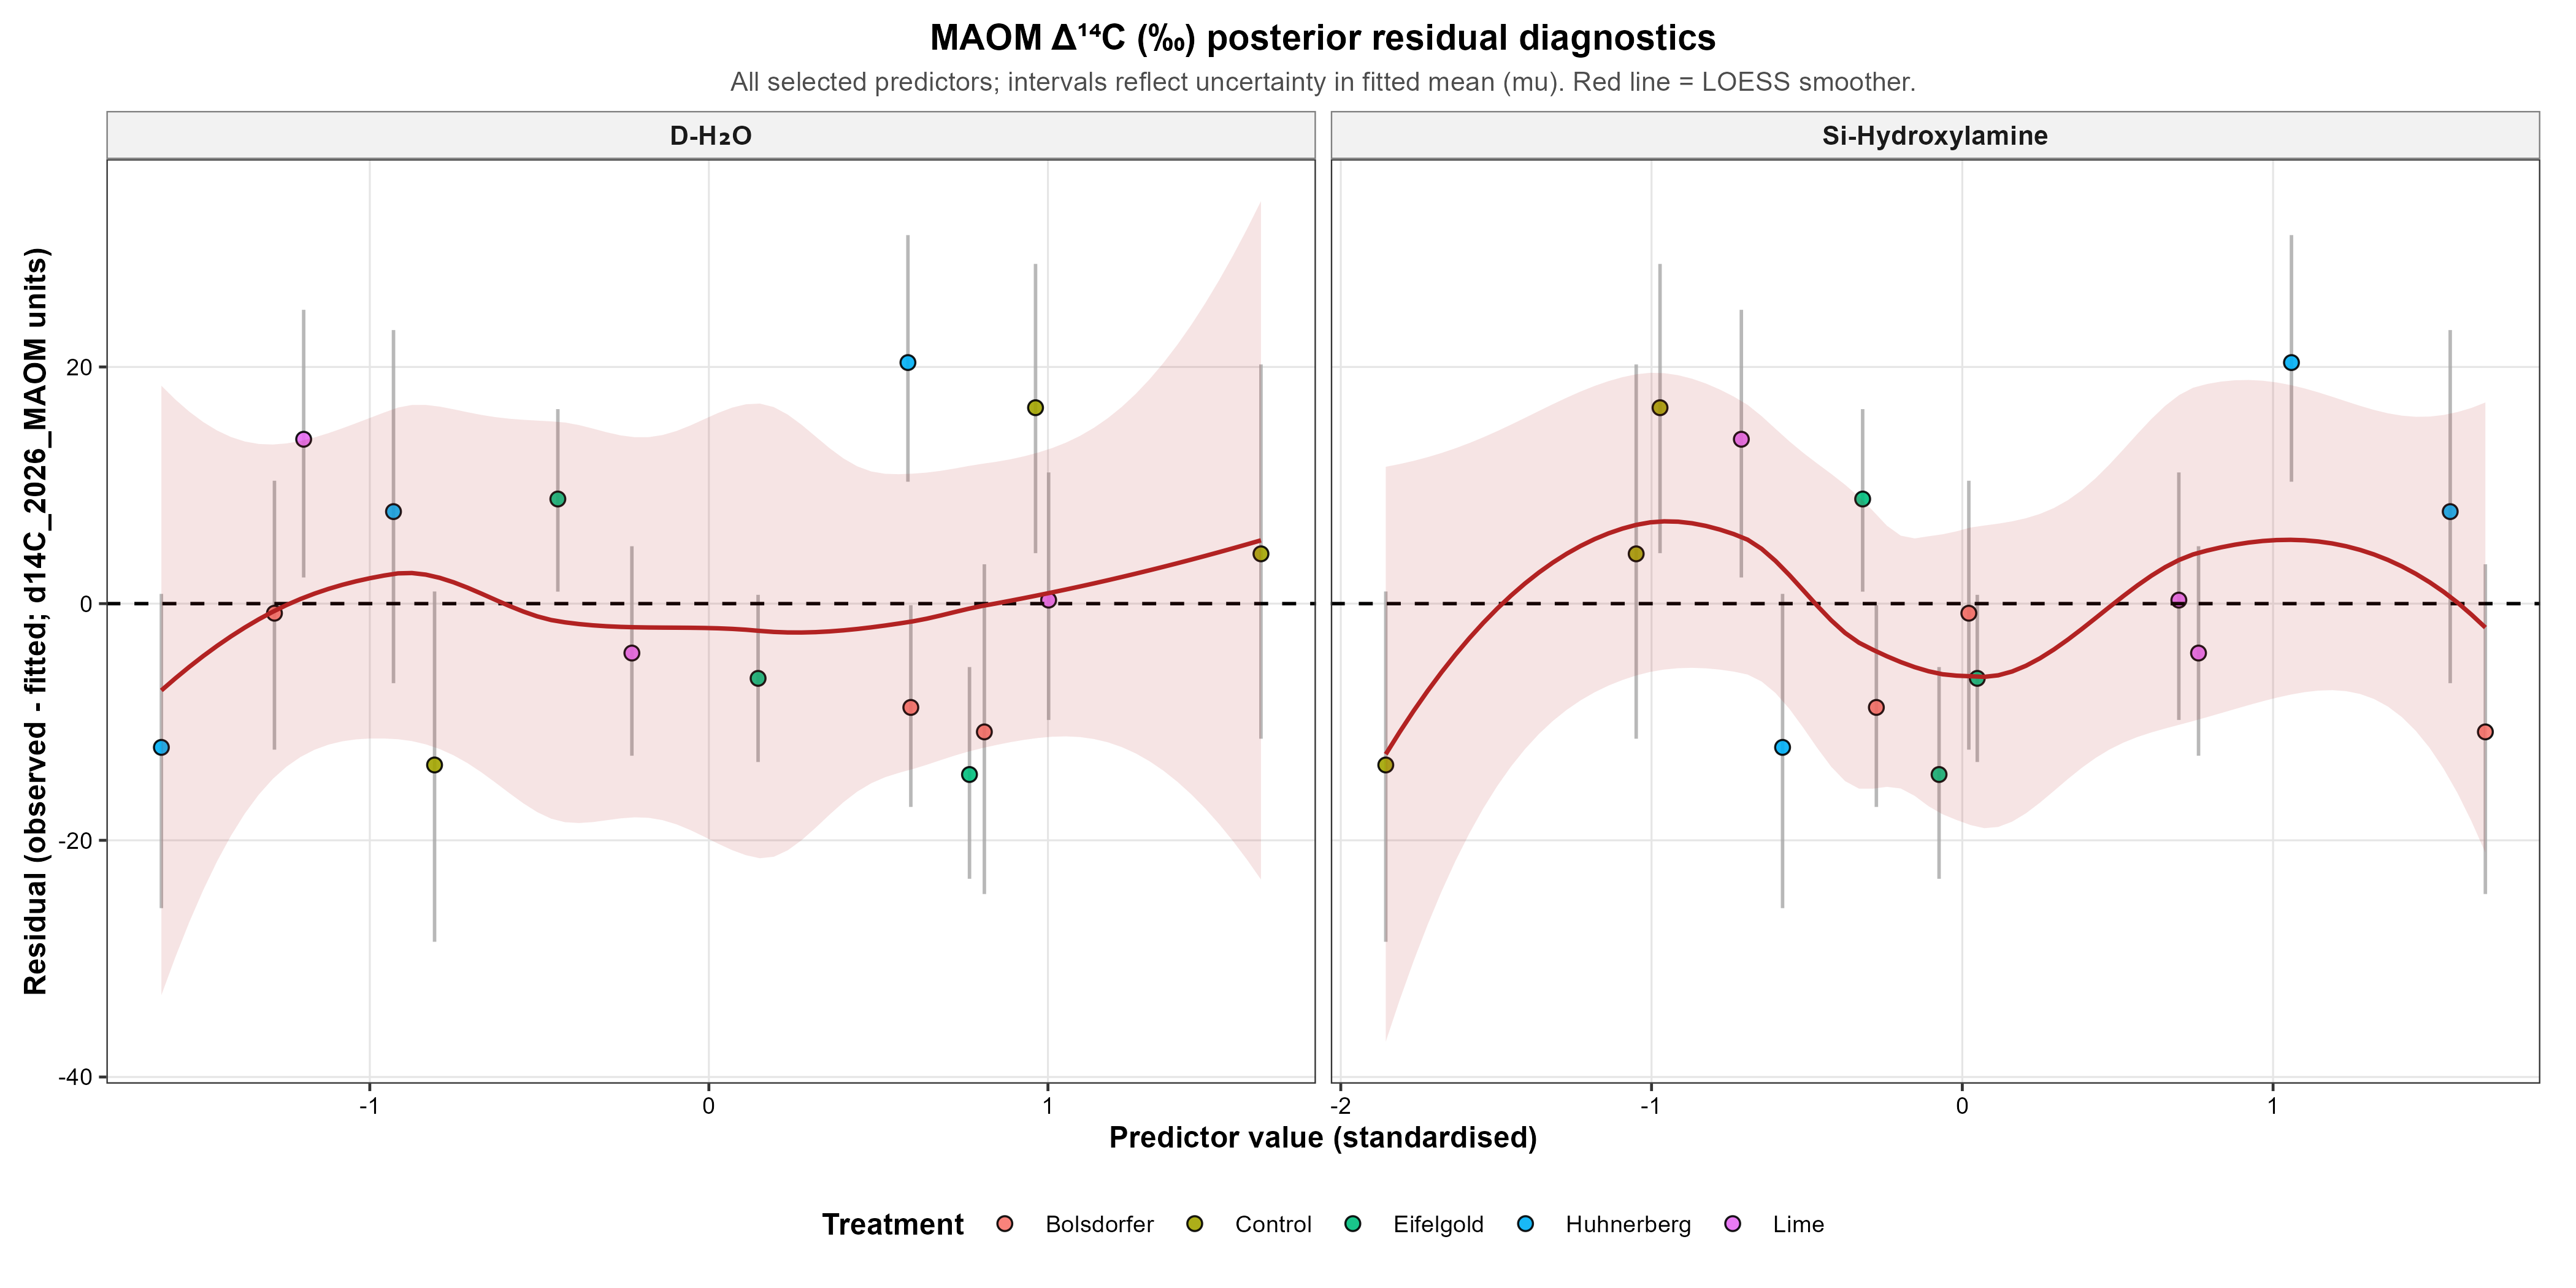 MAOM Δ¹⁴C (‰) posterior residual diagnostics
All selected predictors; intervals reflect uncertainty in fitted mean (mu). Red line = LOESS smoother.
D-H₂O
Si-Hydroxylamine
Residual (observed - fitted; d14C_2026_MAOM units)
20
0
-20
-40
-1
0
1
-2
-1
0
1
Predictor value (standardised)
Treatment Bolsdorfer Control Eifelgold Huhnerberg Lime